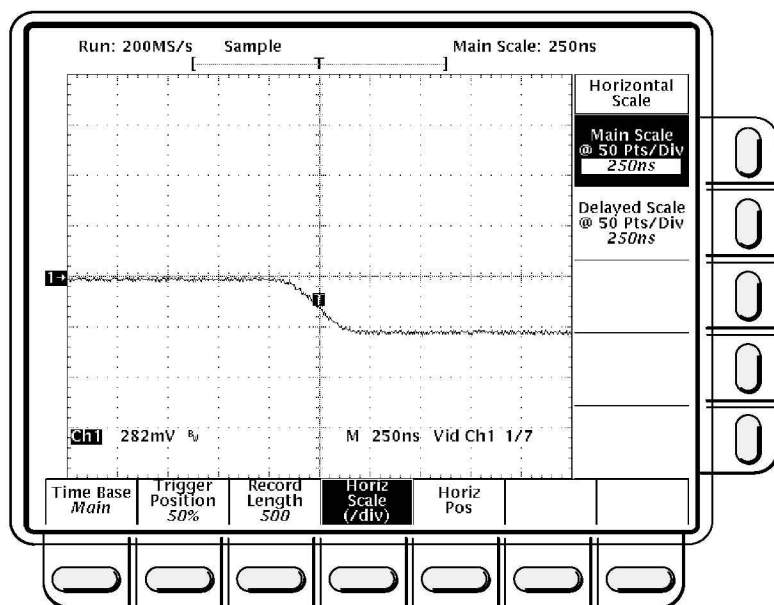 Run: 200MS/s Sample Main Scale: 250ns
[ T ]
Horizontal
Scale
Main Scale
@ 50 Pts/Div
250ns
Delayed Scale
@ 50 Pts/Div
250ns
1→
T
Ch1 282mV BW M 250ns Vid Ch1 1/7
Time Base
Main
Trigger
Position
50%
Record
Length
500
Horiz
Scale
(/div)
Horiz
Pos